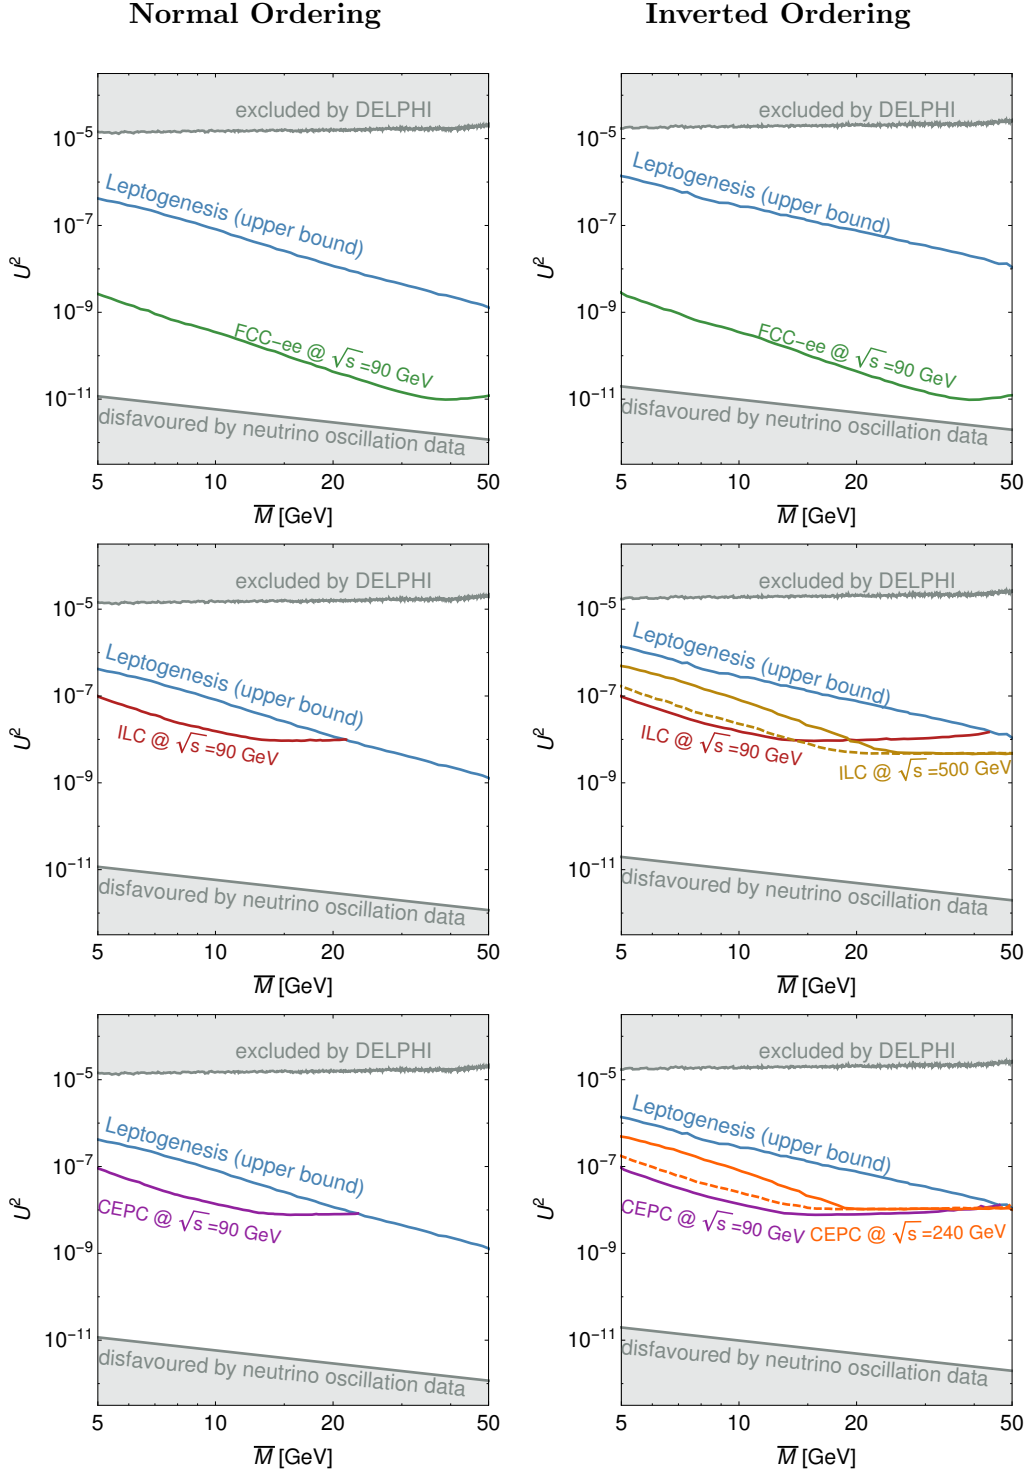 Normal Ordering
Inverted Ordering
excluded by DELPHI
Leptogenesis (upper bound)
FCC-ee @ √s =90 GeV
disfavoured by neutrino oscillation data
10⁻⁵
10⁻⁷
10⁻⁹
10⁻¹¹
U²
5
10
20
50
M̅ [GeV]
excluded by DELPHI
Leptogenesis (upper bound)
FCC-ee @ √s =90 GeV
disfavoured by neutrino oscillation data
10⁻⁵
10⁻⁷
10⁻⁹
10⁻¹¹
U²
5
10
20
50
M̅ [GeV]
excluded by DELPHI
Leptogenesis (upper bound)
ILC @ √s =90 GeV
disfavoured by neutrino oscillation data
10⁻⁵
10⁻⁷
10⁻⁹
10⁻¹¹
U²
5
10
20
50
M̅ [GeV]
excluded by DELPHI
Leptogenesis (upper bound)
ILC @ √s =90 GeV
ILC @ √s =500 GeV
disfavoured by neutrino oscillation data
10⁻⁵
10⁻⁷
10⁻⁹
10⁻¹¹
U²
5
10
20
50
M̅ [GeV]
excluded by DELPHI
Leptogenesis (upper bound)
CEPC @ √s =90 GeV
disfavoured by neutrino oscillation data
10⁻⁵
10⁻⁷
10⁻⁹
10⁻¹¹
U²
5
10
20
50
M̅ [GeV]
excluded by DELPHI
Leptogenesis (upper bound)
CEPC @ √s =90 GeV
CEPC @ √s =240 GeV
disfavoured by neutrino oscillation data
10⁻⁵
10⁻⁷
10⁻⁹
10⁻¹¹
U²
5
10
20
50
M̅ [GeV]